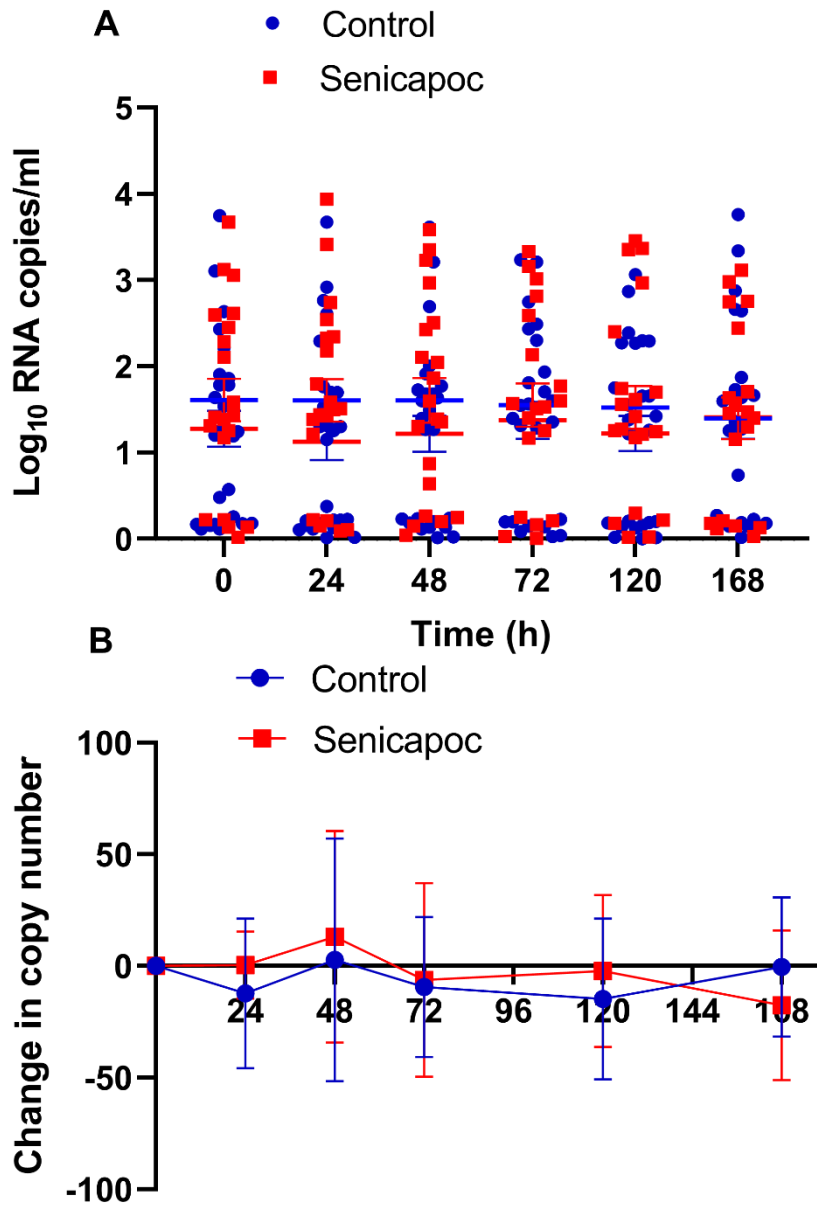 A
Control
Senicapoc
Log₁₀ RNA copies/ml
5
4
3
2
1
0
0 24 48 72 120 168
Time (h)
B
Control
Senicapoc
Change in copy number
100
50
0
-50
-100
24 48 72 96 120 144 168